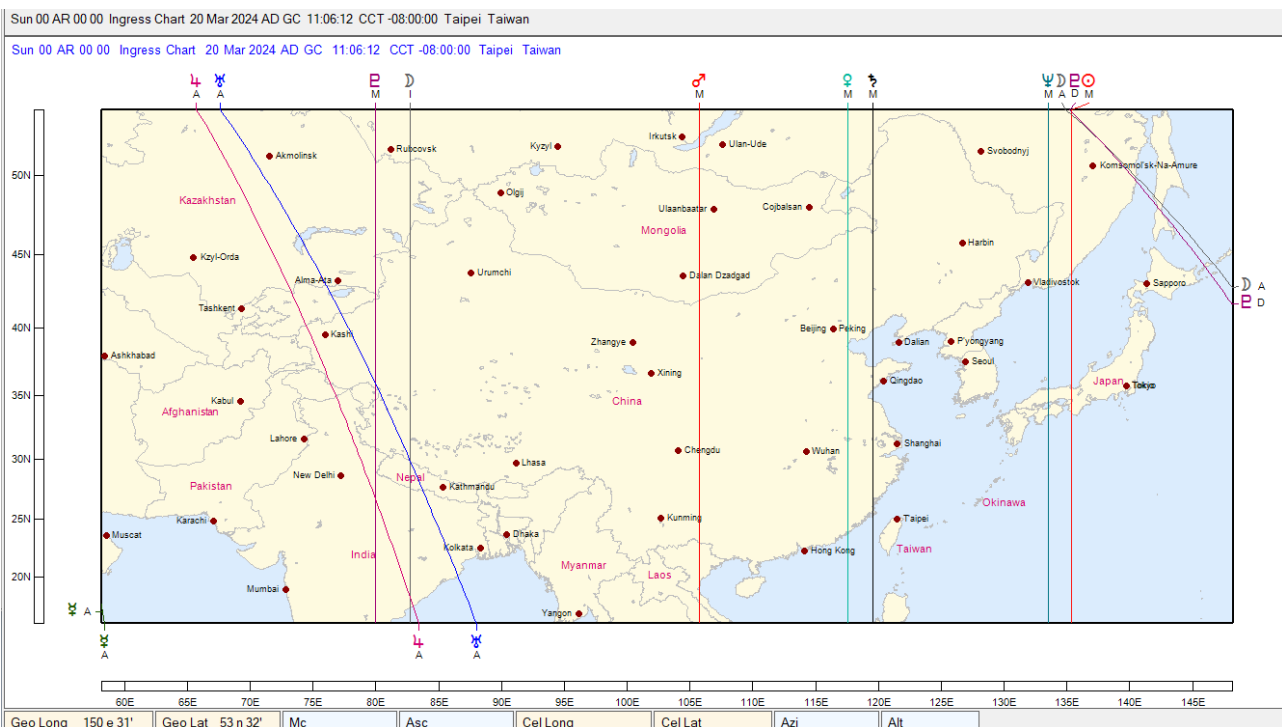 Sun 00 AR 00 00 Ingress Chart 20 Mar 2024 AD GC 11:06:12 CCT -08:00:00 Taipei Taiwan
Sun 00 AR 00 00 Ingress Chart 20 Mar 2024 AD GC 11:06:12 CCT -08:00:00 Taipei Taiwan
♃ ♅ ♇ ☽ ♂ ♀ ♄ ♆ ☽ ♇ ☉
A A M I M M M M A D M
Irkutsk
Ulan-Ude
Kyzyl
Rubcovsk
Akmolinsk
Svobodnyj
50N
Komsomol'sk-Na-Amure
Olgij
Kazakhstan
Ulaanbaatar
Cojbalsan
Mongolia
Harbin
45N
Kzyl-Orda
Urumchi
Dalan Dzadgad
Alma-Ata
Vladivostok
Sapporo
☽ A
♇ D
Tashkent
40N
Kashi
Beijing
Peking
Zhangye
Dalian
P'yongyang
Ashkhabad
Seoul
Xining
Qingdao
Japan
Tokyo
35N
Kabul
China
Afghanistan
Lahore
Shanghai
30N
Chengdu
Wuhan
Lhasa
New Delhi
Nepal
Kathmandu
Pakistan
Okinawa
25N
Karachi
Kunming
Taipei
Muscat
Dhaka
Kolkata
Hong Kong
Taiwan
India
Myanmar
Laos
20N
Mumbai
☿ A
Yangon
☿ ♃ ♅
A A A
60E 65E 70E 75E 80E 85E 90E 95E 100E 105E 110E 115E 120E 125E 130E 135E 140E 145E
Geo Long 150 e 31' Geo Lat 53 n 32' Mc Asc Cel Long Cel Lat Azi Alt